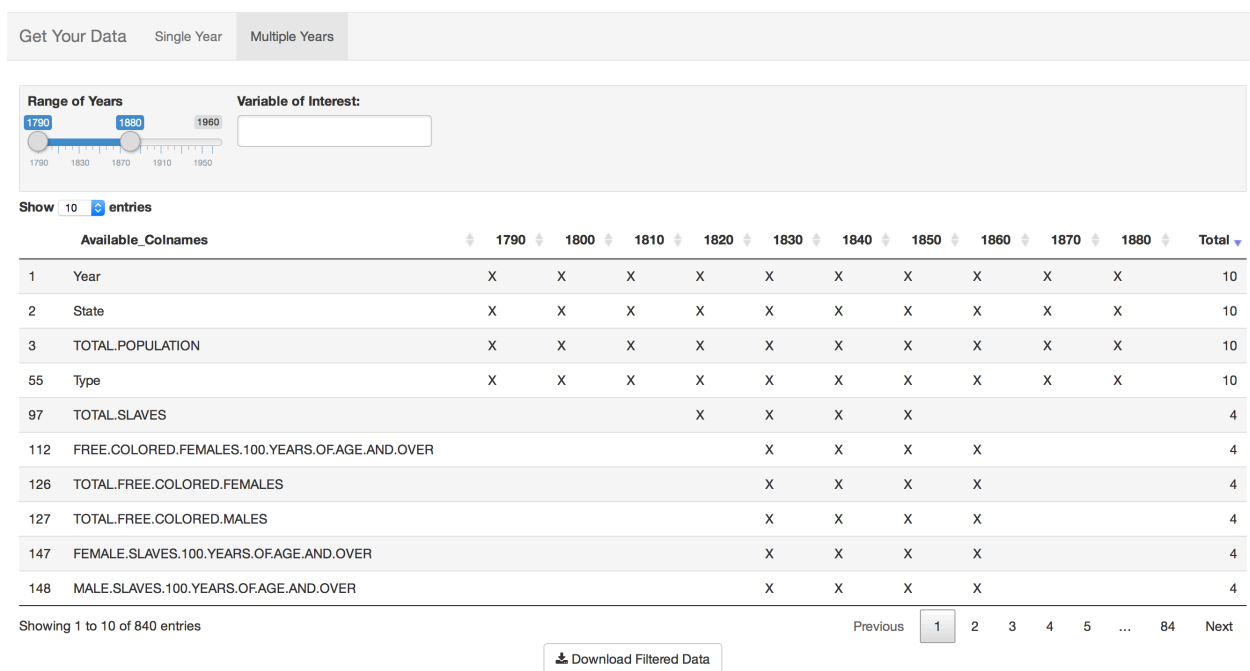 Get Your Data Single Year Multiple Years
Range of Years Variable of Interest:
1790 1880 1960
1790 1830 1870 1910 1950
Show 10 entries
Available_Colnames 1790 1800 1810 1820 1830 1840 1850 1860 1870 1880 Total
1 Year X X X X X X X X X X 10
2 State X X X X X X X X X X 10
3 TOTAL.POPULATION X X X X X X X X X X 10
55 Type X X X X X X X X X X 10
97 TOTAL.SLAVES X X X X 4
112 FREE.COLORED.FEMALES.100.YEARS.OF.AGE.AND.OVER X X X X 4
126 TOTAL.FREE.COLORED.FEMALES X X X X 4
127 TOTAL.FREE.COLORED.MALES X X X X 4
147 FEMALE.SLAVES.100.YEARS.OF.AGE.AND.OVER X X X X 4
148 MALE.SLAVES.100.YEARS.OF.AGE.AND.OVER X X X X 4
Showing 1 to 10 of 840 entries Previous 1 2 3 4 5 ... 84 Next
Download Filtered Data